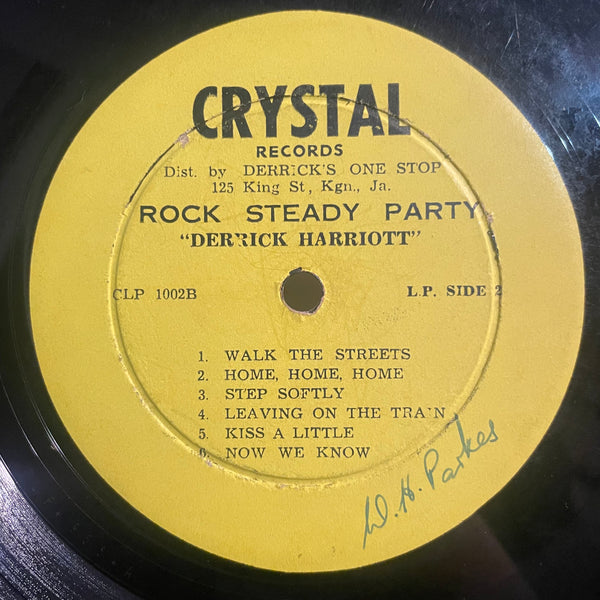 CRYSTAL
RECORDS
Dist. by DERRICK'S ONE STOP
125 King St, Kgn., Ja.
ROCK STEADY PARTY
"DERRICK HARRIOTT"
CLP 1002B L.P. SIDE 2
1. WALK THE STREETS
2. HOME, HOME, HOME
3. STEP SOFTLY
4. LEAVING ON THE TRAIN
5. KISS A LITTLE
6. NOW WE KNOW
W. H. Parkes